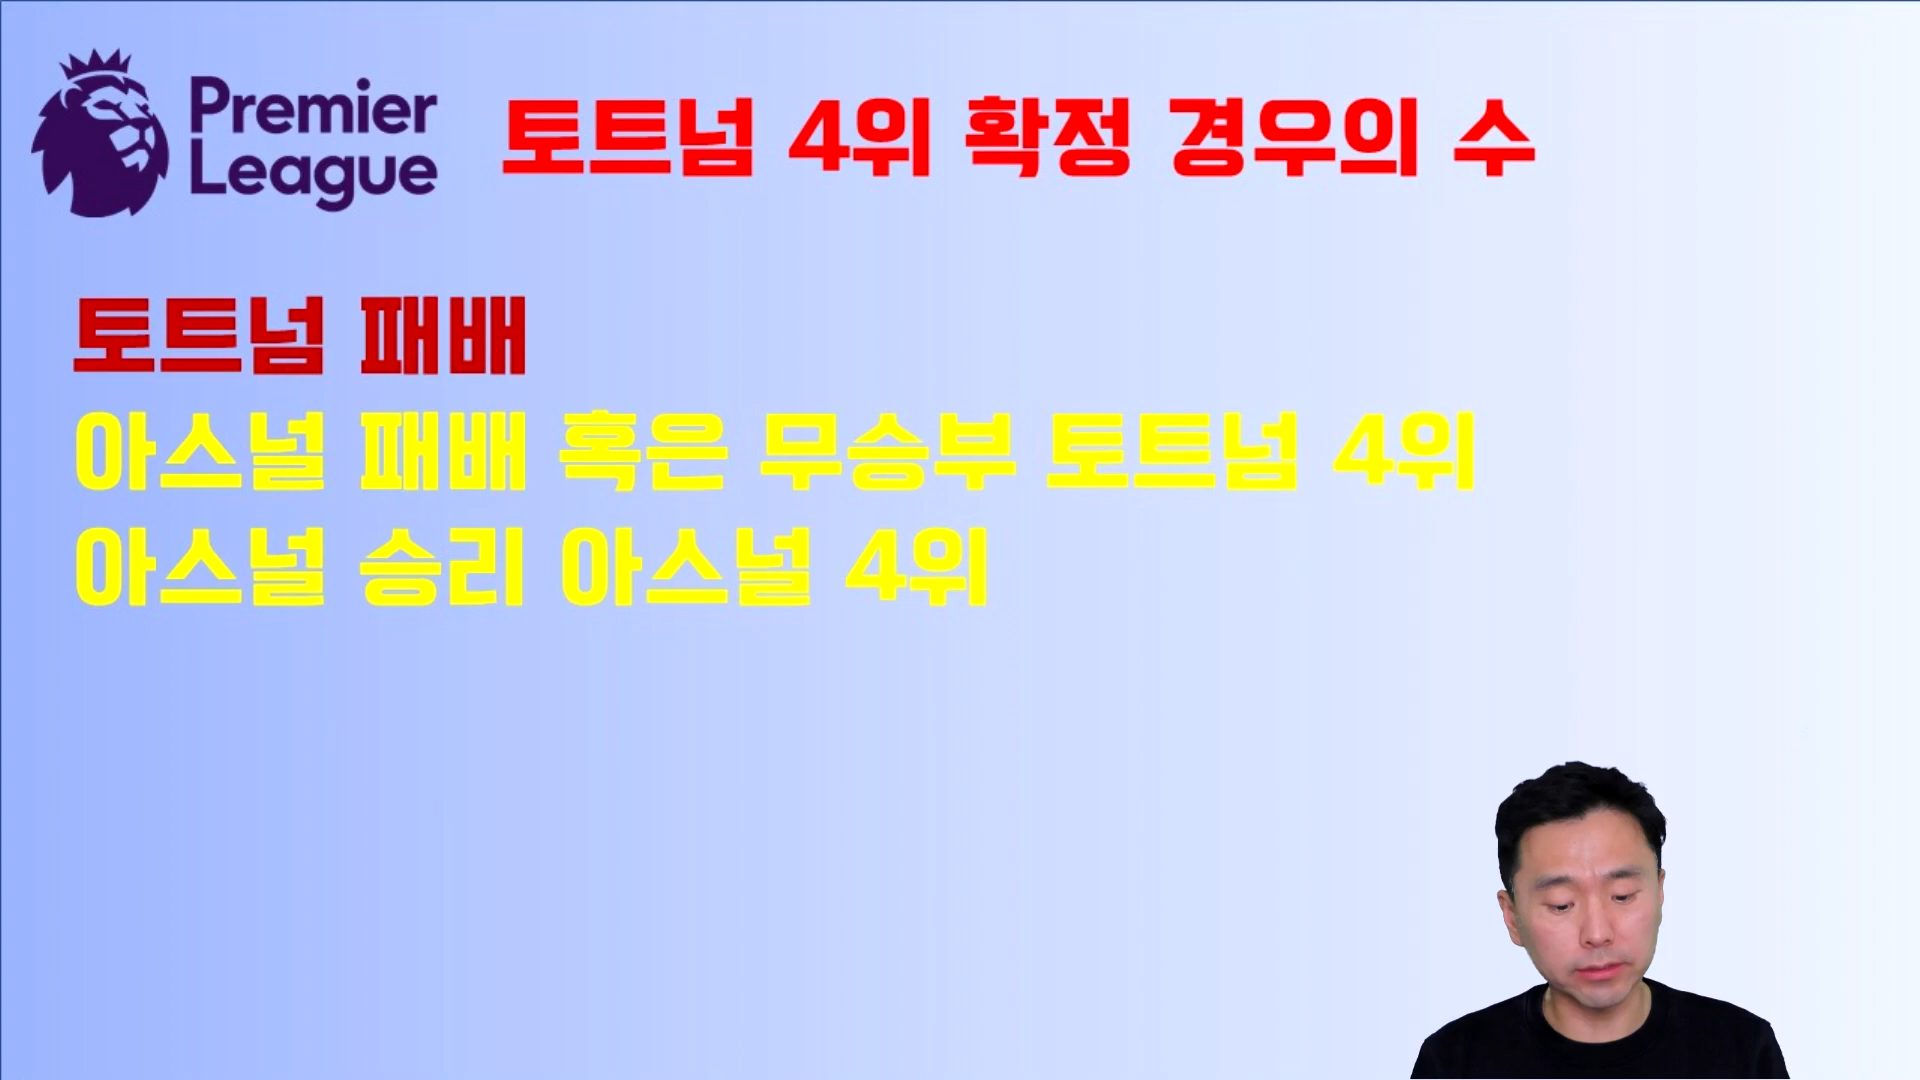 Premier
League
토트넘 4위 확정 경우의 수
토트넘 패배
아스널 패배 혹은 무승부 토트넘 4위
아스널 승리 아스널 4위